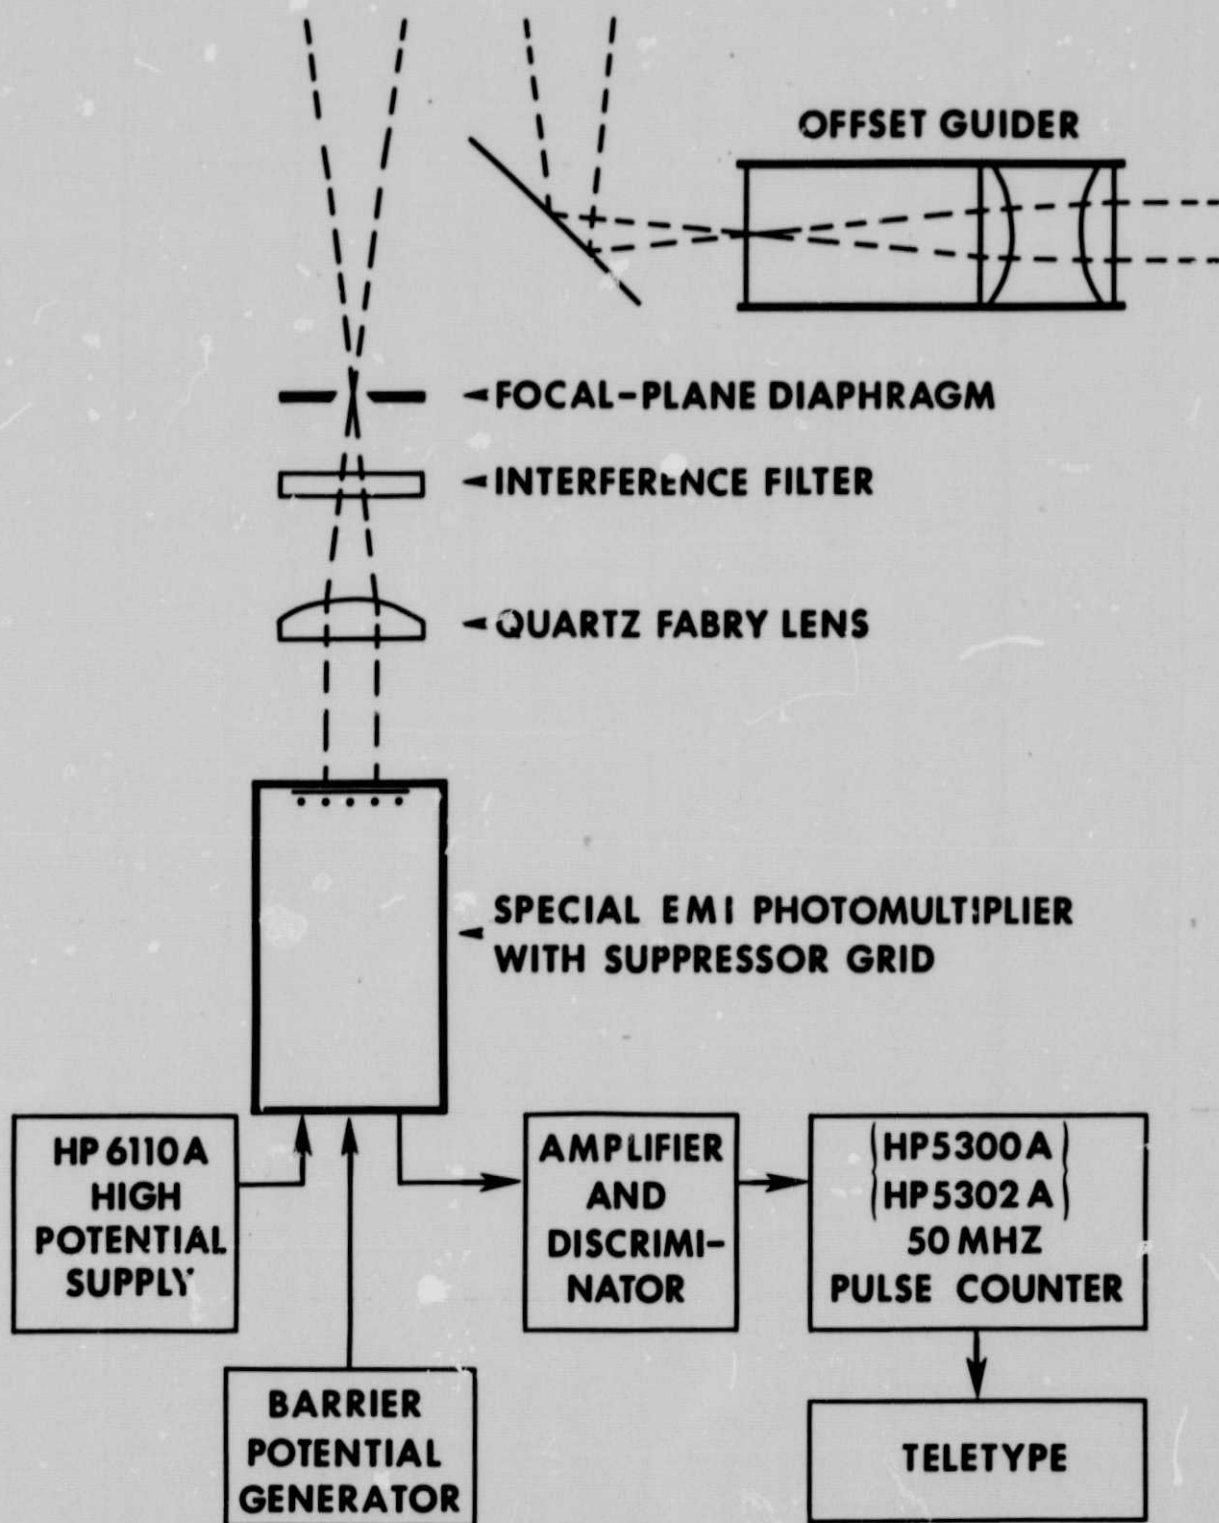 OFFSET GUIDER
FOCAL-PLANE DIAPHRAGM
INTERFERENCE FILTER
QUARTZ FABRY LENS
SPECIAL EMI PHOTOMULTIPLIER
WITH SUPPRESSOR GRID
HP 6110A
HIGH
POTENTIAL
SUPPLY
BARRIER
POTENTIAL
GENERATOR
AMPLIFIER
AND
DISCRIMI-
NATOR
(HP5300A)
(HP5302A)
50 MHZ
PULSE COUNTER
TELETYPE